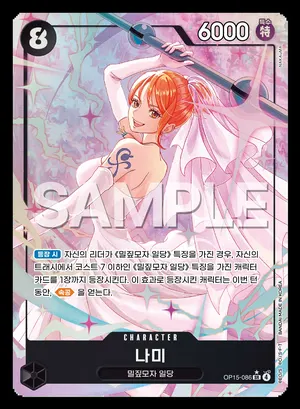 8
6000
특수
特
SAMPLE
등장 시 자신의 리더가 《밀짚모자 일당》 특징을 가진 경우, 자신의
트래시에서 코스트 7 이하인 《밀짚모자 일당》 특징을 가진 캐릭터
카드를 1장까지 등장시킨다. 이 효과로 등장시킨 캐릭터는 이번 턴
동안, 속공 을 얻는다.
CHARACTER
나미
밀짚모자 일당
OP15-086 SR 4